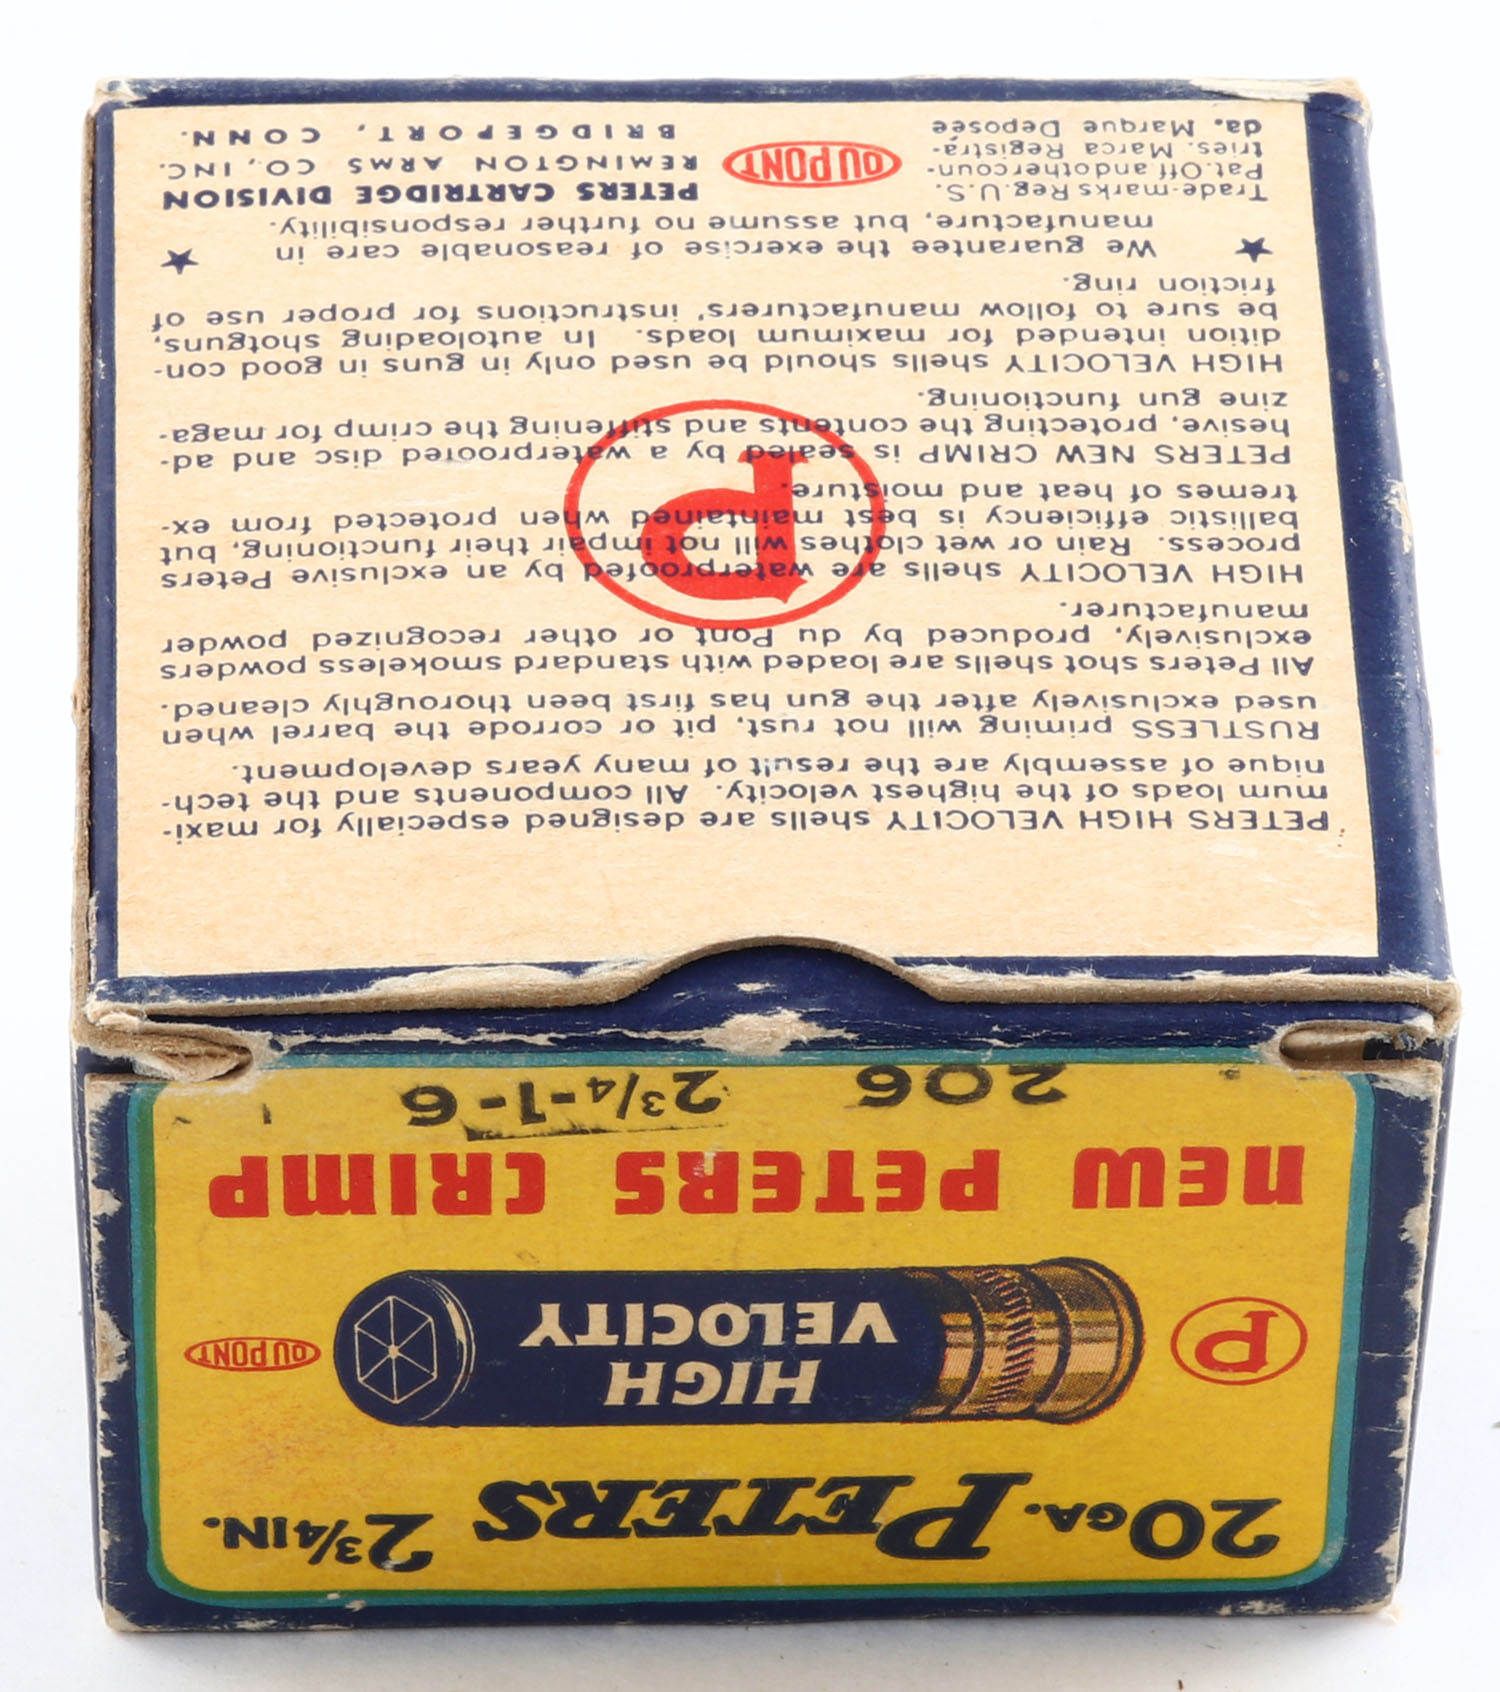 20 GA. PETERS 2¾ IN.
P
HIGH
VELOCITY
DU PONT
NEW PETERS CRIMP
206 2¾-1-6
PETERS HIGH VELOCITY shells are designed especially for maxi-
mum loads of the highest velocity. All components and the tech-
nique of assembly are the result of many years development.
RUSTLESS priming will not rust, pit or corrode the barrel when
used exclusively after the gun has first been thoroughly cleaned.
All Peters shot shells are loaded with standard smokeless powders
exclusively, produced by du Pont or other recognized powder
manufacturer.
HIGH VELOCITY shells are waterproofed by an exclusive Peters
process. Rain or wet clothes will not impair their functioning, but
ballistic efficiency is best maintained when protected from ex-
tremes of heat and moisture.
PETERS NEW CRIMP is sealed by a waterproofed disc and ad-
hesive, protecting the contents and stiffening the crimp for maga-
zine gun functioning.
P
HIGH VELOCITY shells should be used only in guns in good con-
dition intended for maximum loads. In autoloading shotguns,
be sure to follow manufacturers' instructions for proper use of
friction ring.
We guarantee the exercise of reasonable care in
manufacture, but assume no further responsibility.
Trade-marks Reg. U.S.
Pat. Off. and other coun-
tries. Marca Registra-
da. Marque Deposee
DU PONT
PETERS CARTRIDGE DIVISION
REMINGTON ARMS CO., INC.
BRIDGEPORT, CONN.